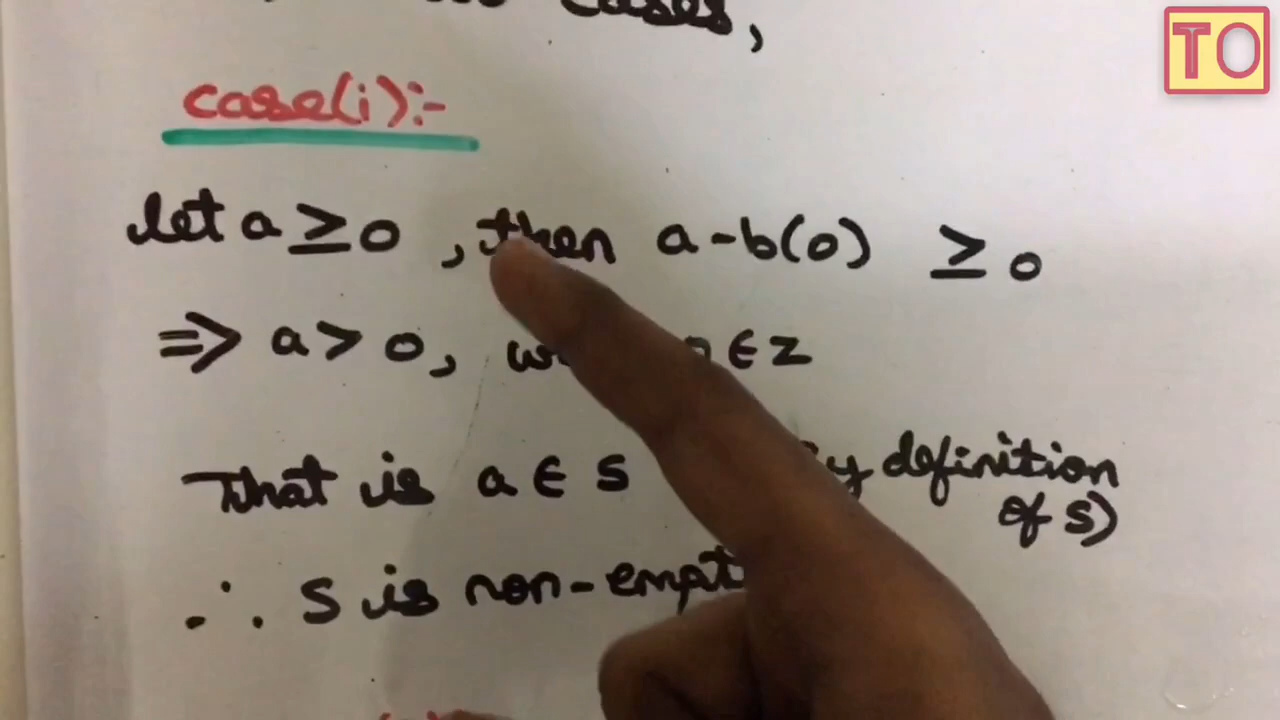 cases,
TO
case(i):-
let a ≥ 0 , then a-b(0) ≥ 0
⇒ a > 0, ∈ z
That is a ∈ S definition
of S)
∴ S is non-empt